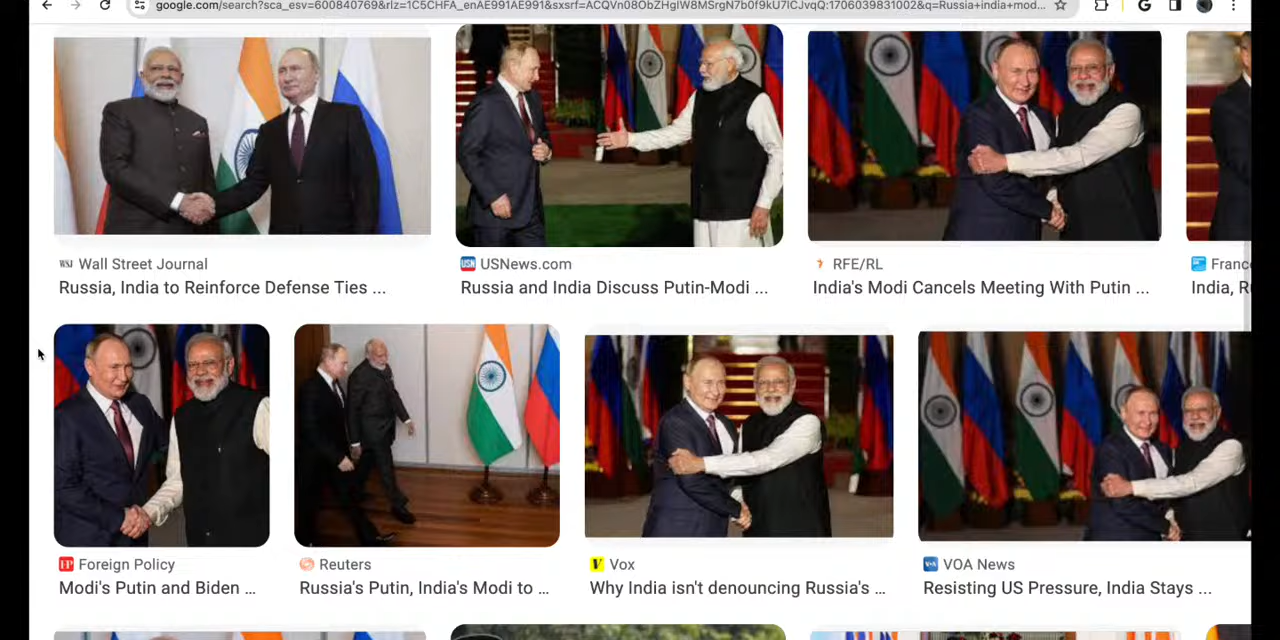 google.com/search?sca_esv=600840769&rlz=1C5CHFA_enAE991AE991&sxsrf=ACQVn08ObZHgIW8MSrgN7b0f9kU7ICJvqQ:1706039831002&q=Russia+india+mod...
Wall Street Journal
Russia, India to Reinforce Defense Ties ...
USNews.com
Russia and India Discuss Putin-Modi ...
RFE/RL
India's Modi Cancels Meeting With Putin ...
Franc
India, R
Foreign Policy
Modi's Putin and Biden ...
Reuters
Russia's Putin, India's Modi to ...
Vox
Why India isn't denouncing Russia's ...
VOA News
Resisting US Pressure, India Stays ...